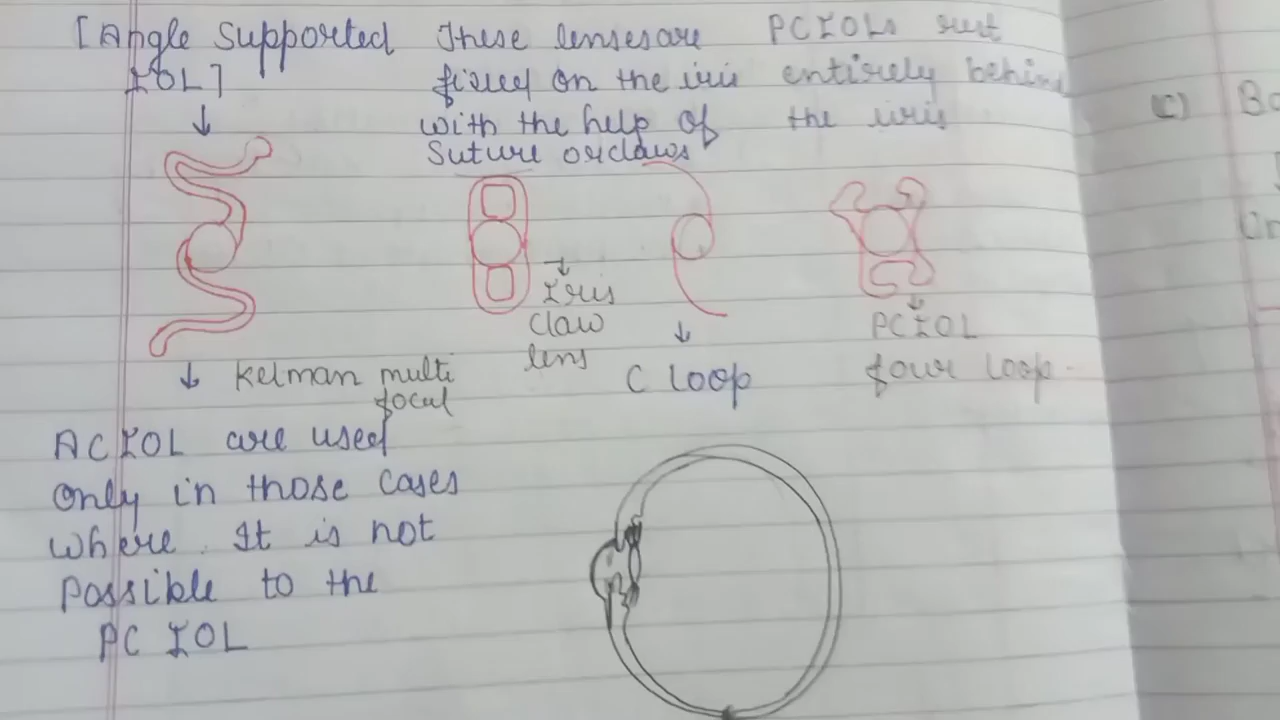 [Angle Supported
IOL]
↓
↓ Kelman multi
focal
ACIOL are used
Only in those cases
where. It is not
Possible to the
PC IOL
These lenses are
fixed on the iris
with the help of
Suture or claws
→ Iris
claw
lens
PCIOLs rest
entirely behind
the iris
↓
C loop
↓
PCIOL
four loop.
(C) Ba